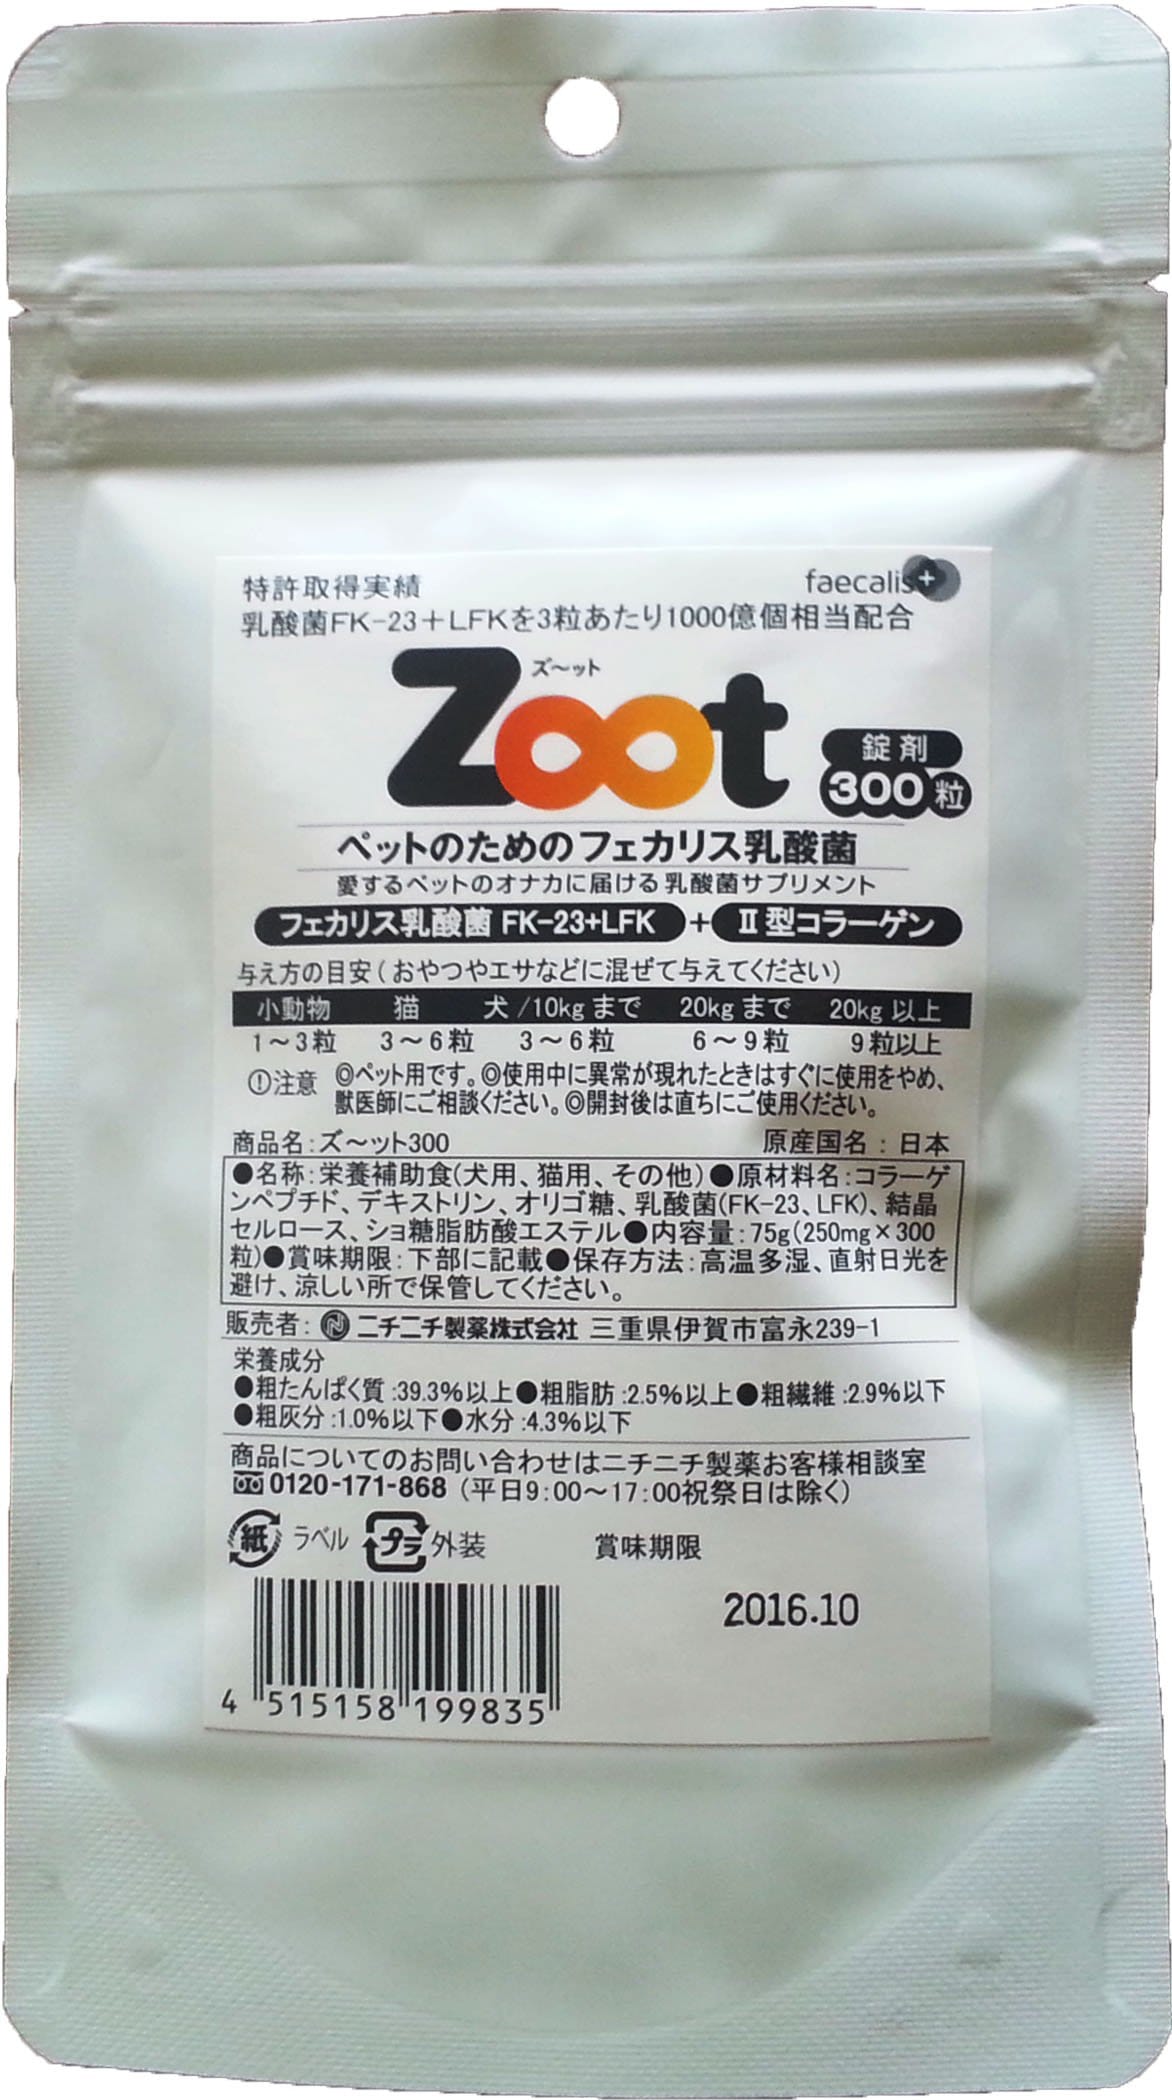 特許取得実績
faecalis+
乳酸菌FK-23+LFKを3粒あたり1000億個相当配合
ズ～ット
Zoot
錠剤
300粒
ペットのためのフェカリス乳酸菌
愛するペットのオナカに届ける乳酸菌サプリメント
フェカリス乳酸菌 FK-23+LFK + Ⅱ型コラーゲン
与え方の目安(おやつやエサなどに混ぜて与えてください)
小動物 猫 犬/10kgまで 20kgまで 20kg以上
1～3粒 3～6粒 3～6粒 6～9粒 9粒以上
!注意 ◎ペット用です。◎使用中に異常が現れたときはすぐに使用をやめ、
獣医師にご相談ください。◎開封後は直ちにご使用ください。
商品名:ズ～ット300 原産国名:日本
●名称:栄養補助食(犬用、猫用、その他)●原材料名:コラーゲ
ンペプチド、デキストリン、オリゴ糖、乳酸菌(FK-23、LFK)、結晶
セルロース、ショ糖脂肪酸エステル●内容量:75g(250mg×300
粒)●賞味期限:下部に記載●保存方法:高温多湿、直射日光を
避け、涼しい所で保管してください。
販売者: ニチニチ製薬株式会社 三重県伊賀市富永239-1
栄養成分
●粗たんぱく質:39.3%以上●粗脂肪:2.5%以上●粗繊維:2.9%以下
●粗灰分:1.0%以下●水分:4.3%以下
商品についてのお問い合わせはニチニチ製薬お客様相談室
0120-171-868 (平日9:00～17:00祝祭日は除く)
紙 ラベル プラ 外装 賞味期限
2016.10
4 515158 199835